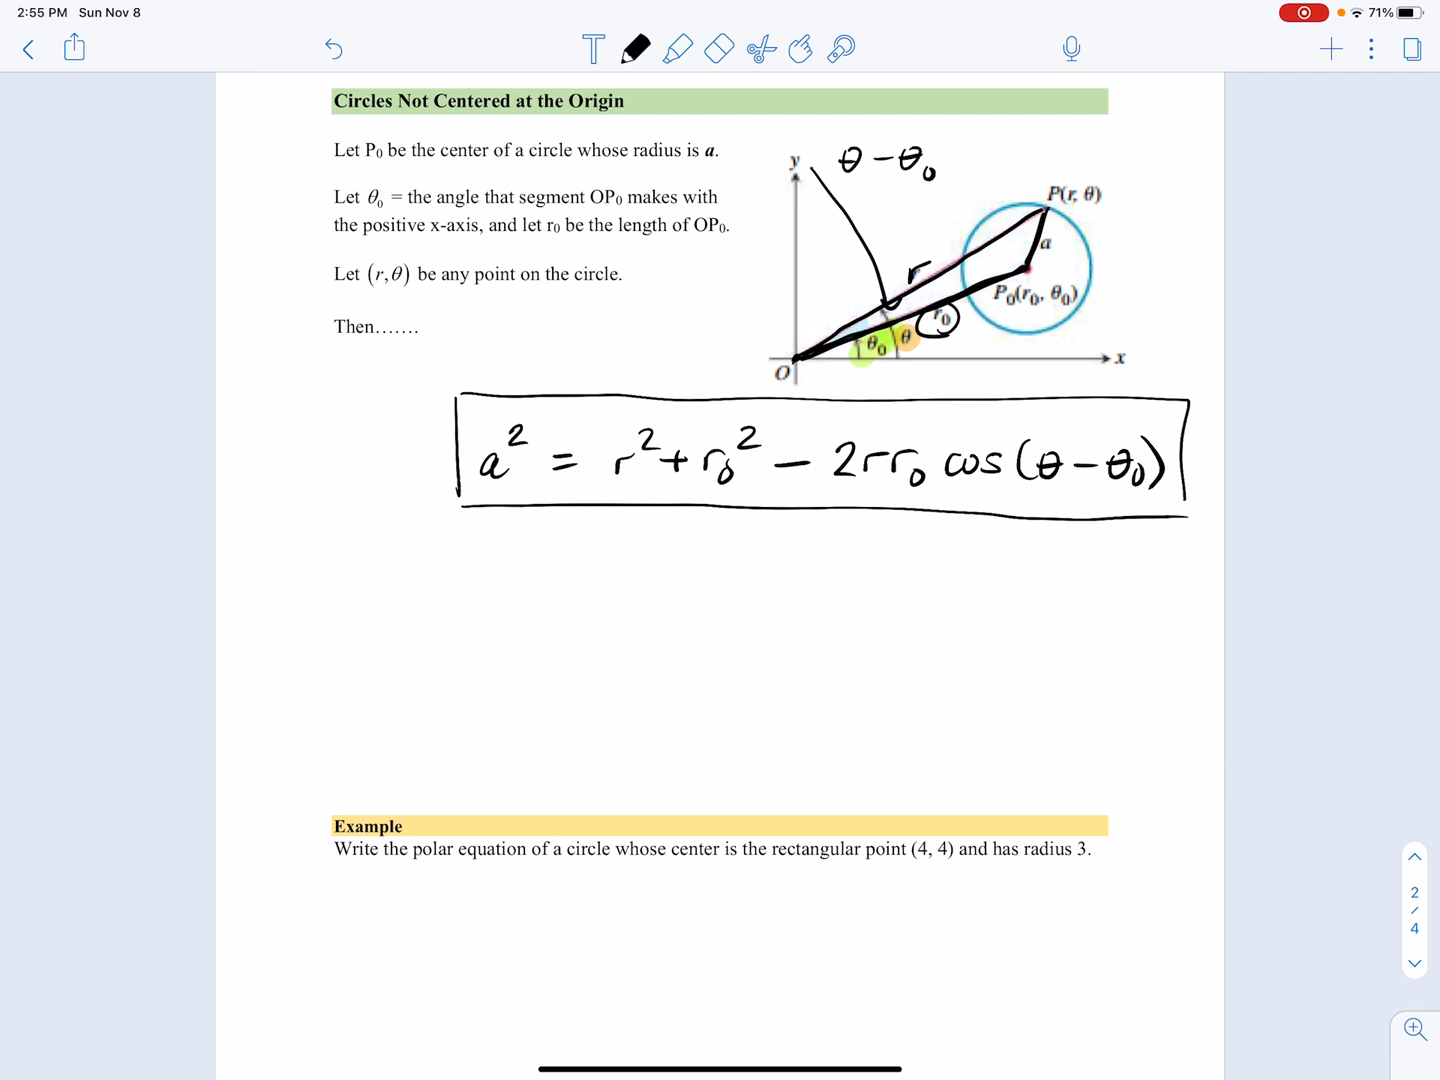 2:55 PM Sun Nov 8
71%
T
Circles Not Centered at the Origin
Let P₀ be the center of a circle whose radius is a.
Let θ₀ = the angle that segment OP₀ makes with
the positive x-axis, and let r₀ be the length of OP₀.
Let (r, θ) be any point on the circle.
Then.......
θ - θ₀
y
P(r, θ)
a
r
P₀(r₀, θ₀)
r₀
θ₀
θ
x
O
a² = r² + r₀² - 2rr₀ cos(θ - θ₀)
Example
Write the polar equation of a circle whose center is the rectangular point (4, 4) and has radius 3.
2
/
4